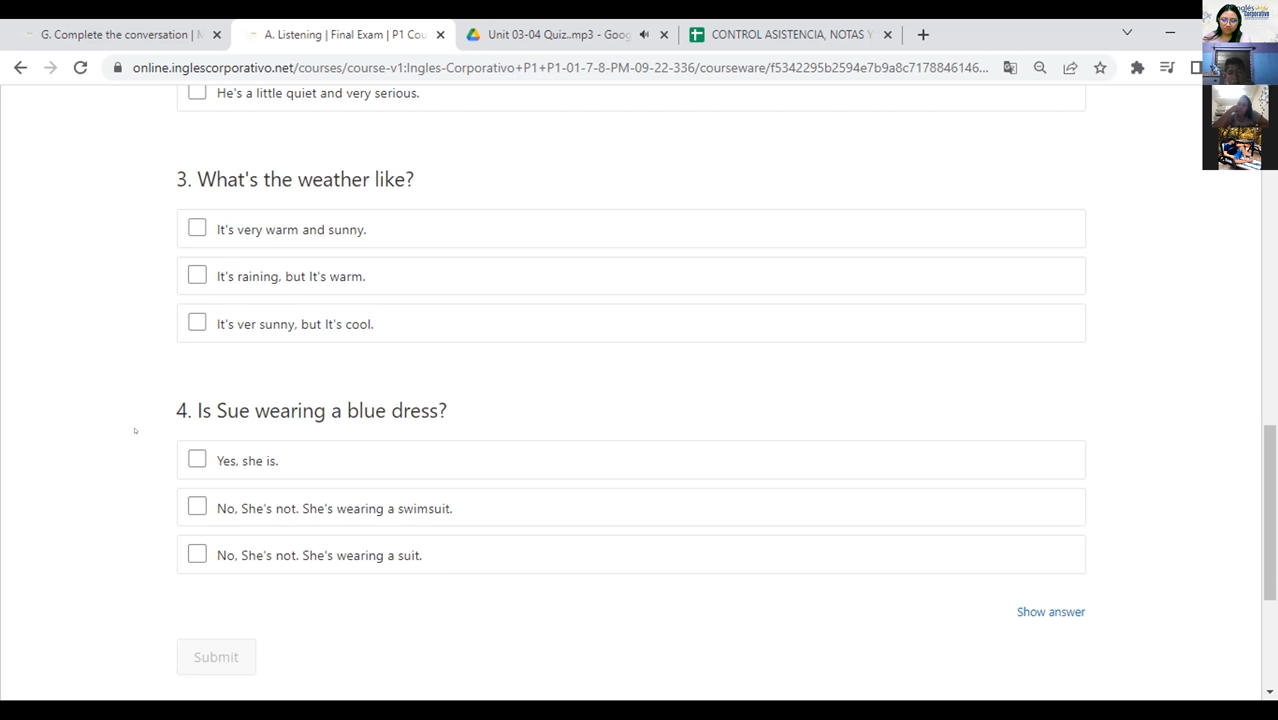 G. Complete the conversation | M
A. Listening | Final Exam | P1 Cou
Unit 03-04 Quiz..mp3 - Goog
CONTROL ASISTENCIA, NOTAS Y
online.inglescorporativo.net/courses/course-v1:Ingles-Corporativo+P1+P1-01-7-8-PM-09-22-336/courseware/f5342295b2594e7b9a8c7178846146...
He's a little quiet and very serious.
3. What's the weather like?
It's very warm and sunny.
It's raining, but It's warm.
It's ver sunny, but It's cool.
4. Is Sue wearing a blue dress?
Yes, she is.
No, She's not. She's wearing a swimsuit.
No, She's not. She's wearing a suit.
Show answer
Submit